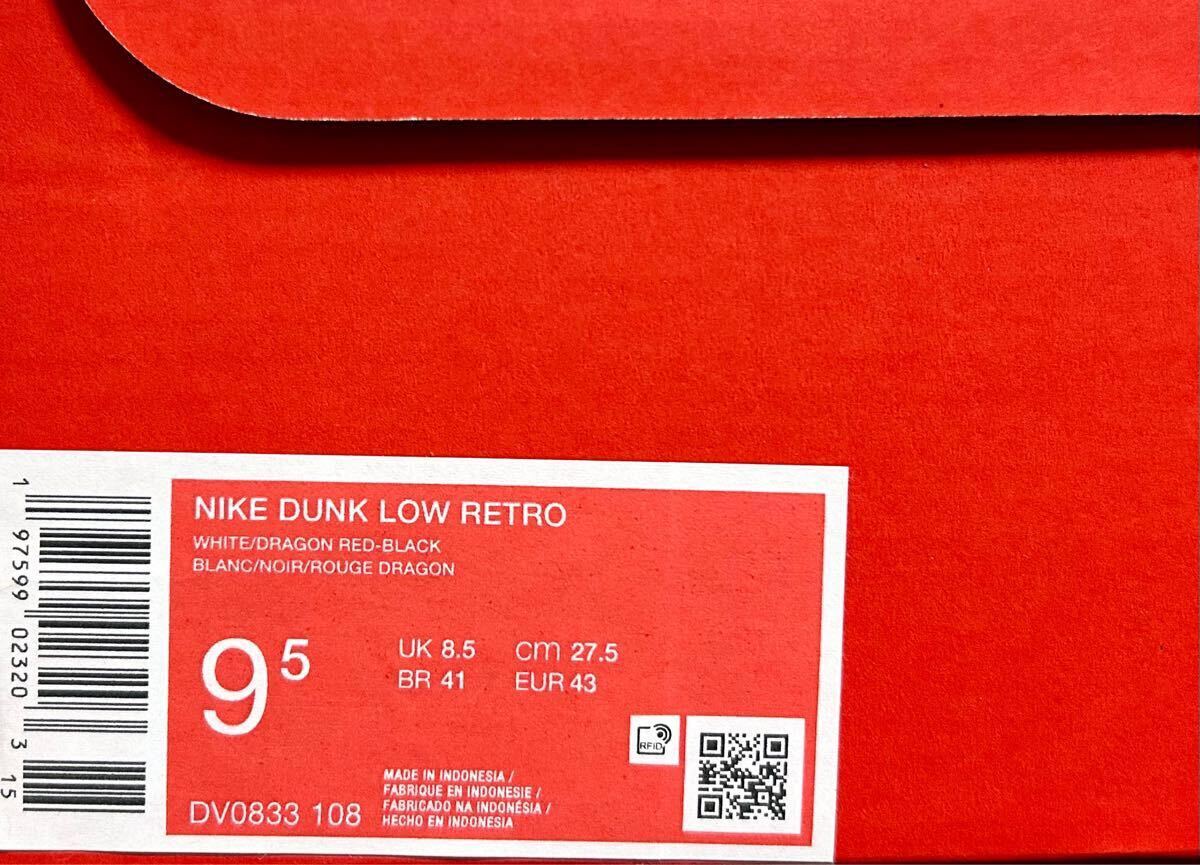 NIKE DUNK LOW RETRO
WHITE/DRAGON RED-BLACK
BLANC/NOIR/ROUGE DRAGON
9 5
UK 8.5 cm 27.5
BR 41 EUR 43
RFID
MADE IN INDONESIA /
FABRIQUE EN INDONESIE /
FABRICADO NA INDONÉSIA /
HECHO EN INDONESIA
DV0833 108
1 97599 02320 3 15